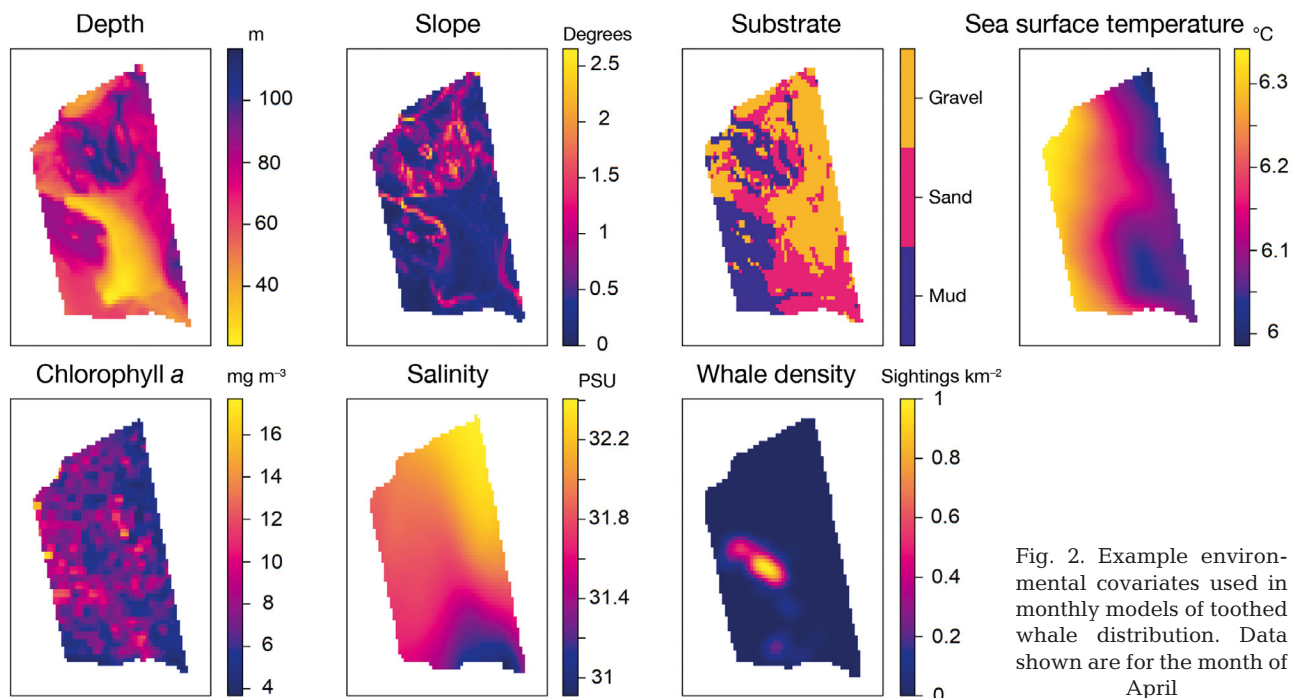 Depth
m
100
80
60
40
Slope
Degrees
2.5
2
1.5
1
0.5
0
Substrate
Gravel
Sand
Mud
Sea surface temperature
°C
6.3
6.2
6.1
6
Chlorophyll a
mg m⁻³
16
14
12
10
8
6
4
Salinity
PSU
32.2
31.8
31.4
31
Whale density
Sightings km⁻²
1
0.8
0.6
0.4
0.2
0
Fig. 2. Example environ-
mental covariates used in
monthly models of toothed
whale distribution. Data
shown are for the month of
April